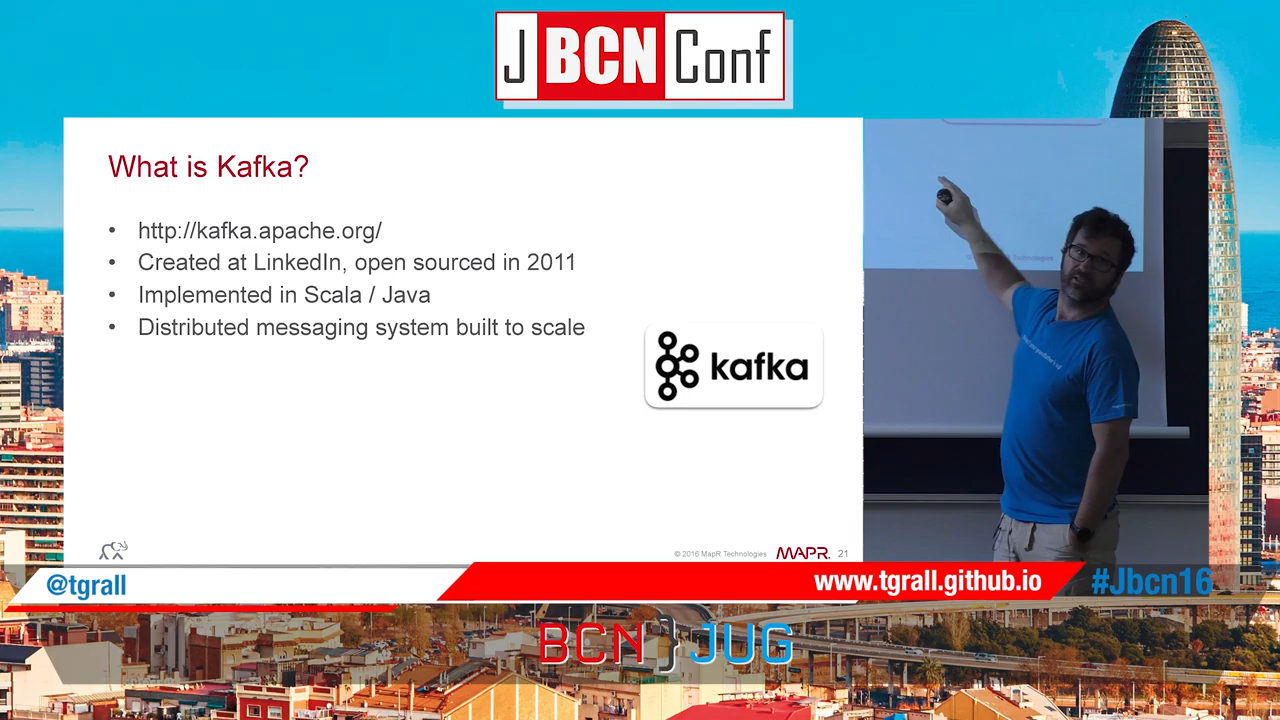 J BCN Conf
What is Kafka?
• http://kafka.apache.org/
• Created at LinkedIn, open sourced in 2011
• Implemented in Scala / Java
• Distributed messaging system built to scale
kafka
© 2016 MapR Technologies MAPR. 21
@tgrall
www.tgrall.github.io
#Jbcn16
BCN JUG